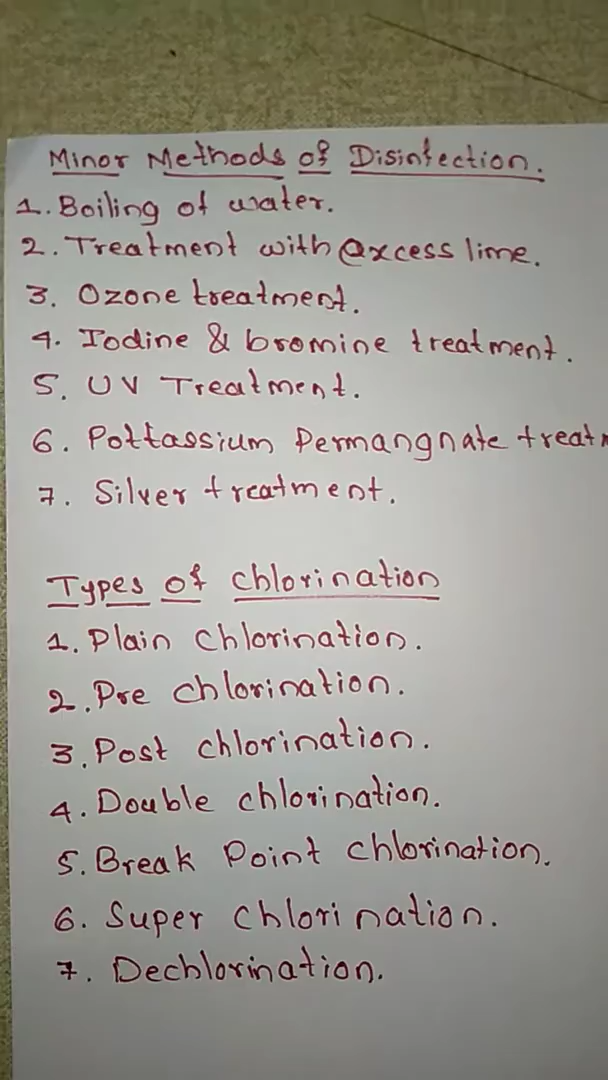 Minor Methods of Disinfection.
1. Boiling of water.
2. Treatment with excess lime.
3. Ozone treatment.
4. Iodine & bromine treatment.
5. UV Treatment.
6. Pottassium Permangnate treatm
7. Silver treatment.
Types of chlorination
1. Plain chlorination.
2. Pre chlorination.
3. Post chlorination.
4. Double chlorination.
5. Break Point chlorination.
6. Super chlorination.
7. Dechlorination.